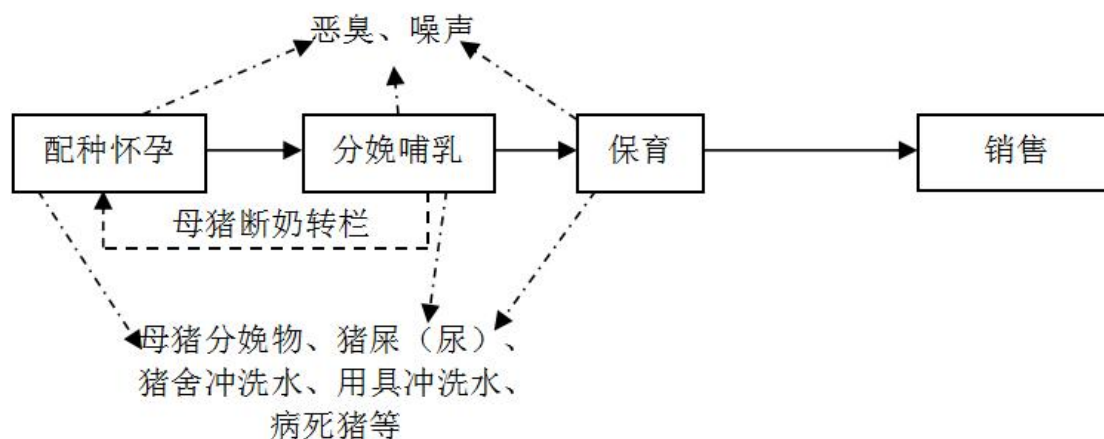 恶臭、噪声
配种怀孕
分娩哺乳
保育
销售
母猪断奶转栏
母猪分娩物、猪屎（尿）、
猪舍冲洗水、用具冲洗水、
病死猪等